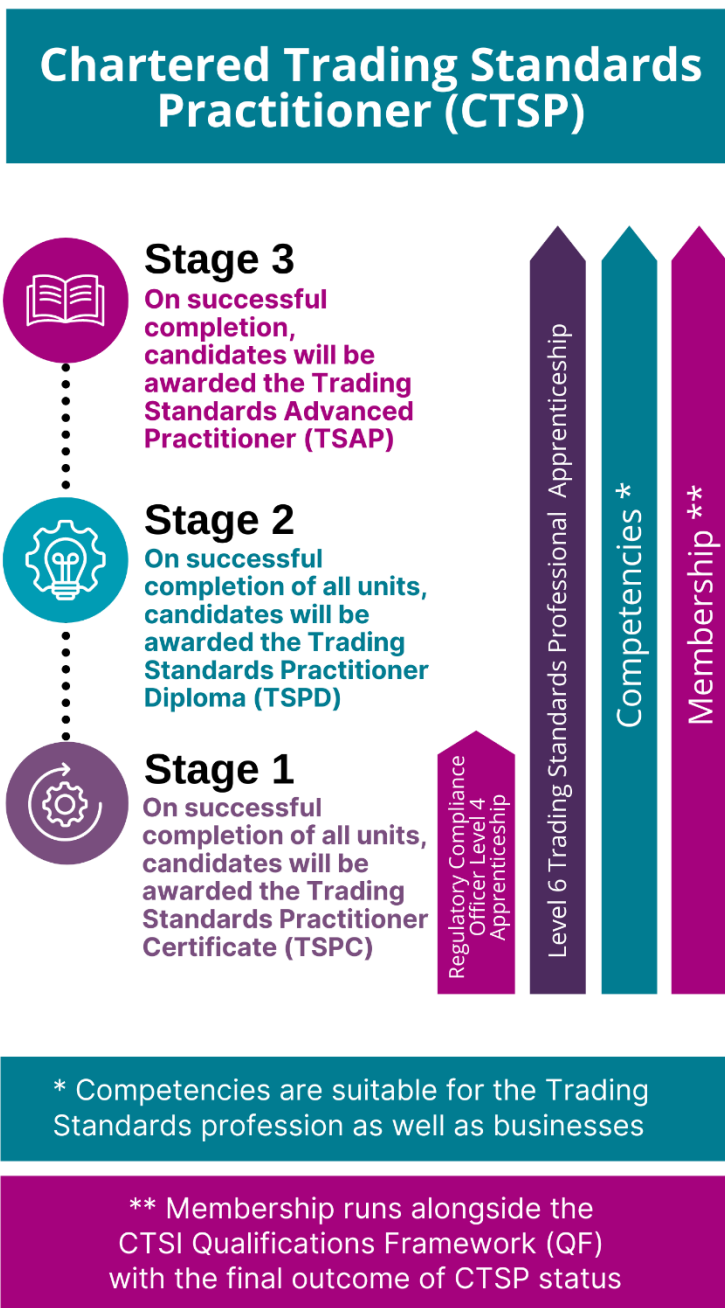 Chartered Trading Standards
Practitioner (CTSP)
Stage 3
On successful
completion,
candidates will be
awarded the Trading
Standards Advanced
Practitioner (TSAP)
Stage 2
On successful
completion of all units,
candidates will be
awarded the Trading
Standards Practitioner
Diploma (TSPD)
Stage 1
On successful
completion of all units,
candidates will be
awarded the Trading
Standards Practitioner
Certificate (TSPC)
Regulatory Compliance
Officer Level 4
Apprenticeship
Level 6 Trading Standards Professional Apprenticeship
Competencies *
Membership **
* Competencies are suitable for the Trading
Standards profession as well as businesses
** Membership runs alongside the
CTSI Qualifications Framework (QF)
with the final outcome of CTSP status